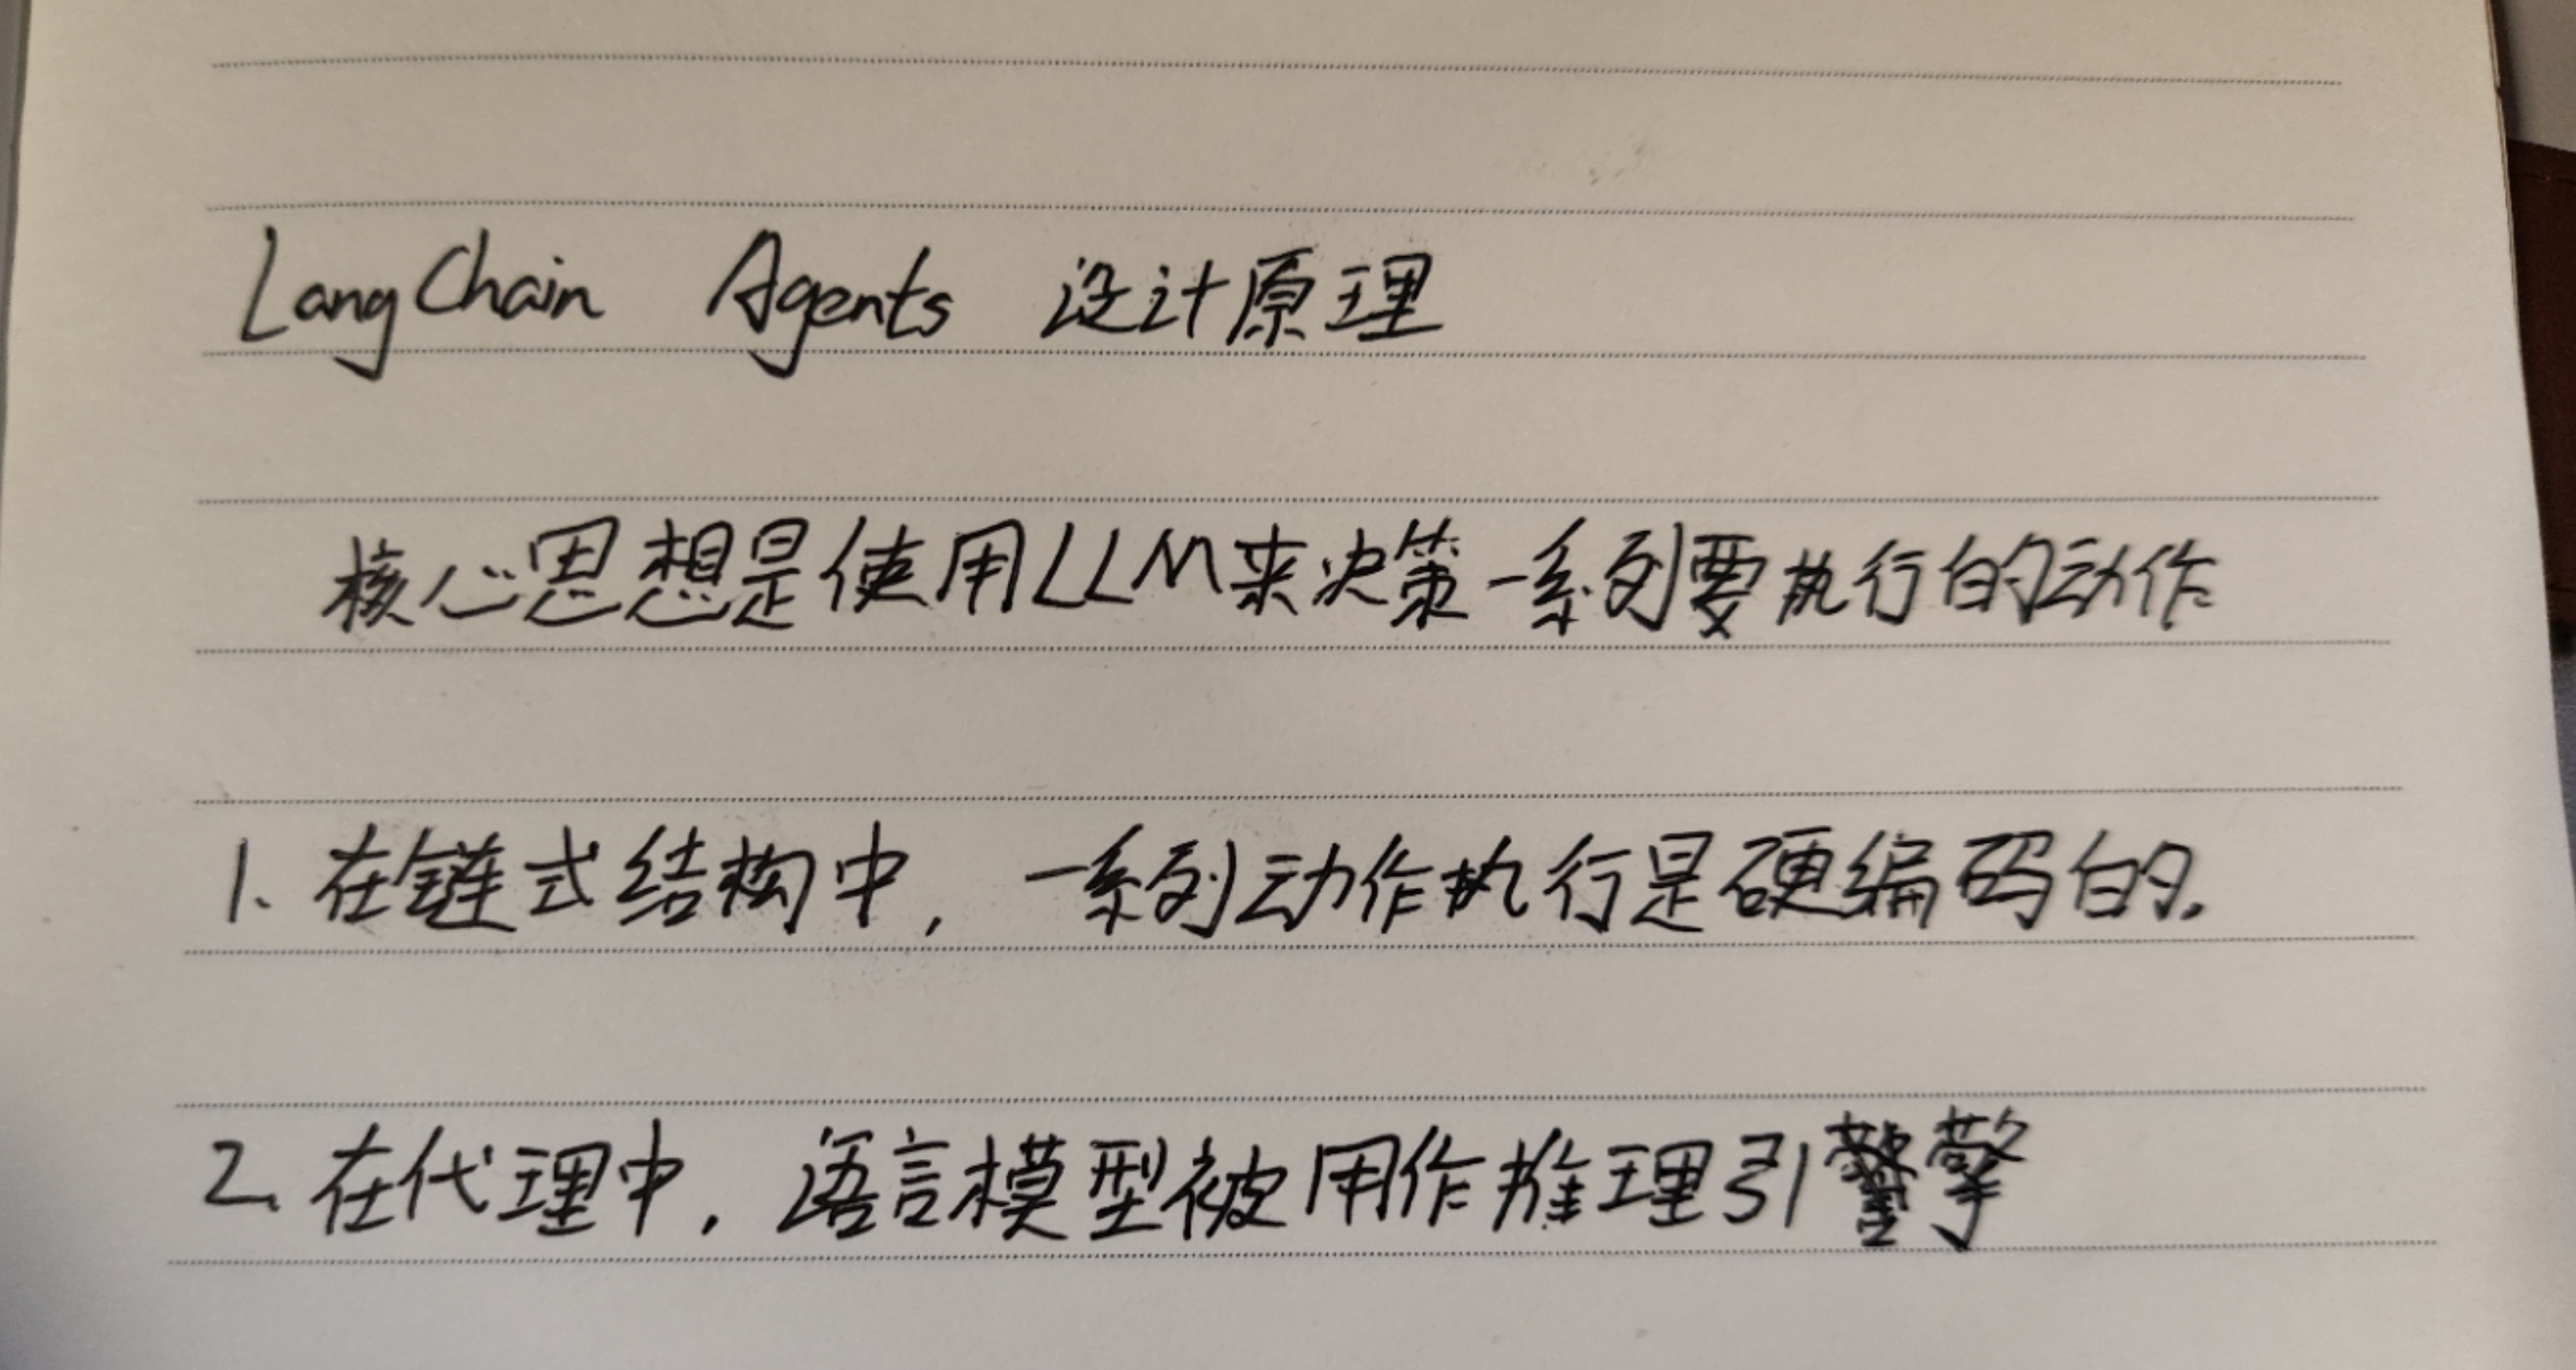 LangChain Agents 设计原理
核心思想是使用LLM来决策一系列要执行的动作
1. 在链式结构中, 一系列动作执行是硬编码的.
2. 在代理中, 语言模型被用作推理引擎